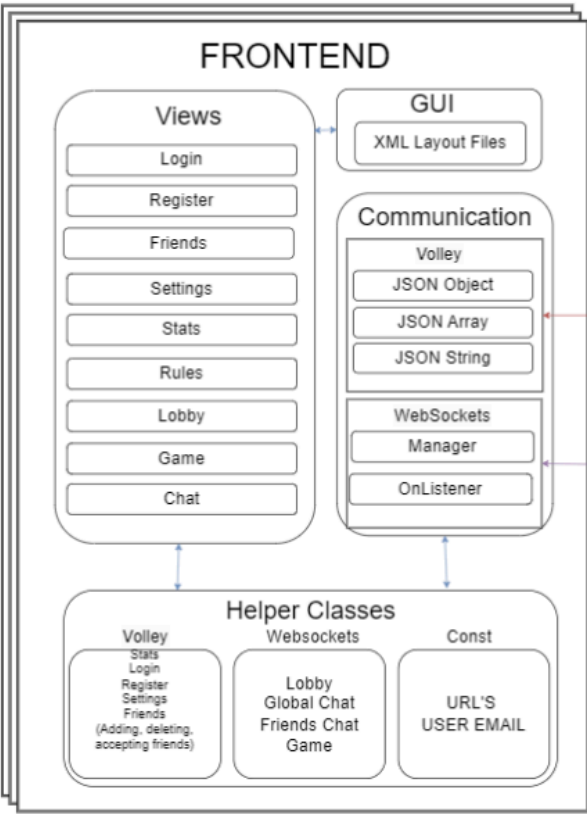 FRONTEND
Views
Login
Register
Friends
Settings
Stats
Rules
Lobby
Game
Chat
GUI
XML Layout Files
Communication
Volley
JSON Object
JSON Array
JSON String
WebSockets
Manager
OnListener
Helper Classes
Volley
Stats
Login
Register
Settings
Friends
(Adding, deleting,
accepting friends)
Websockets
Lobby
Global Chat
Friends Chat
Game
Const
URL'S
USER EMAIL